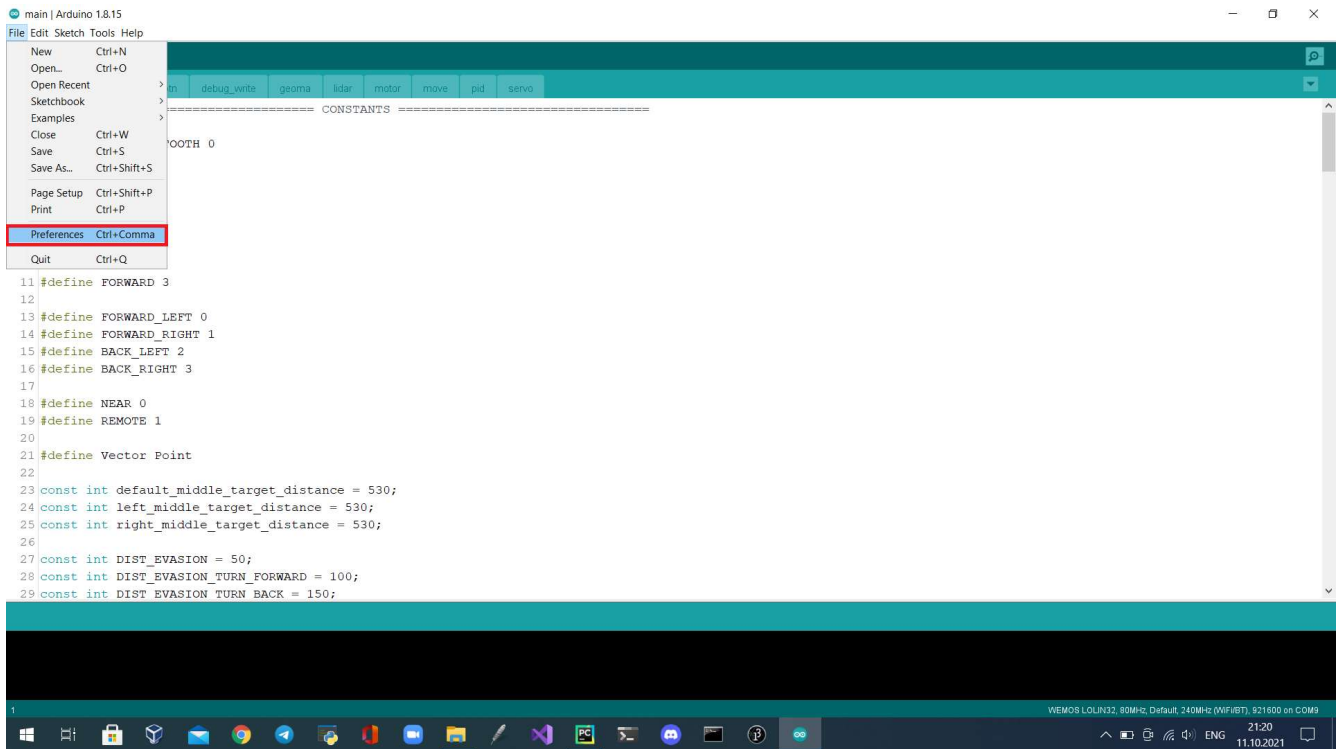 main | Arduino 1.8.15
File Edit Sketch Tools Help
New Ctrl+N
Open... Ctrl+O
Open Recent >
Sketchbook >
Examples >
Close Ctrl+W
Save Ctrl+S
Save As... Ctrl+Shift+S
Page Setup Ctrl+Shift+P
Print Ctrl+P
Preferences Ctrl+Comma
Quit Ctrl+Q
debug_write geoma lidar motor move pid servo
=================== CONSTANTS =================================
OOTH 0
11 #define FORWARD 3
12
13 #define FORWARD_LEFT 0
14 #define FORWARD_RIGHT 1
15 #define BACK_LEFT 2
16 #define BACK_RIGHT 3
17
18 #define NEAR 0
19 #define REMOTE 1
20
21 #define Vector Point
22
23 const int default_middle_target_distance = 530;
24 const int left_middle_target_distance = 530;
25 const int right_middle_target_distance = 530;
26
27 const int DIST_EVASION = 50;
28 const int DIST_EVASION_TURN_FORWARD = 100;
29 const int DIST_EVASION_TURN_BACK = 150;
1
WEMOS LOLIN32, 80MHz, Default, 240MHz (WiFi/BT), 921600 on COM9
PC
ENG
21:20
11.10.2021